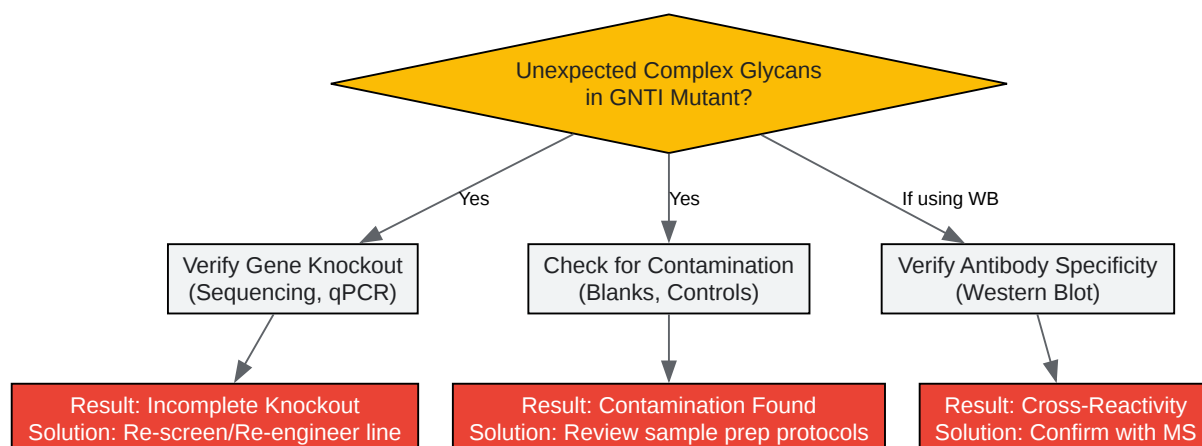 Unexpected Complex Glycans
in GNTI Mutant?
Yes
Yes
If using WB
Verify Gene Knockout
(Sequencing, qPCR)
Check for Contamination
(Blanks, Controls)
Verify Antibody Specificity
(Western Blot)
Result: Incomplete Knockout
Solution: Re-screen/Re-engineer line
Result: Contamination Found
Solution: Review sample prep protocols
Result: Cross-Reactivity
Solution: Confirm with MS